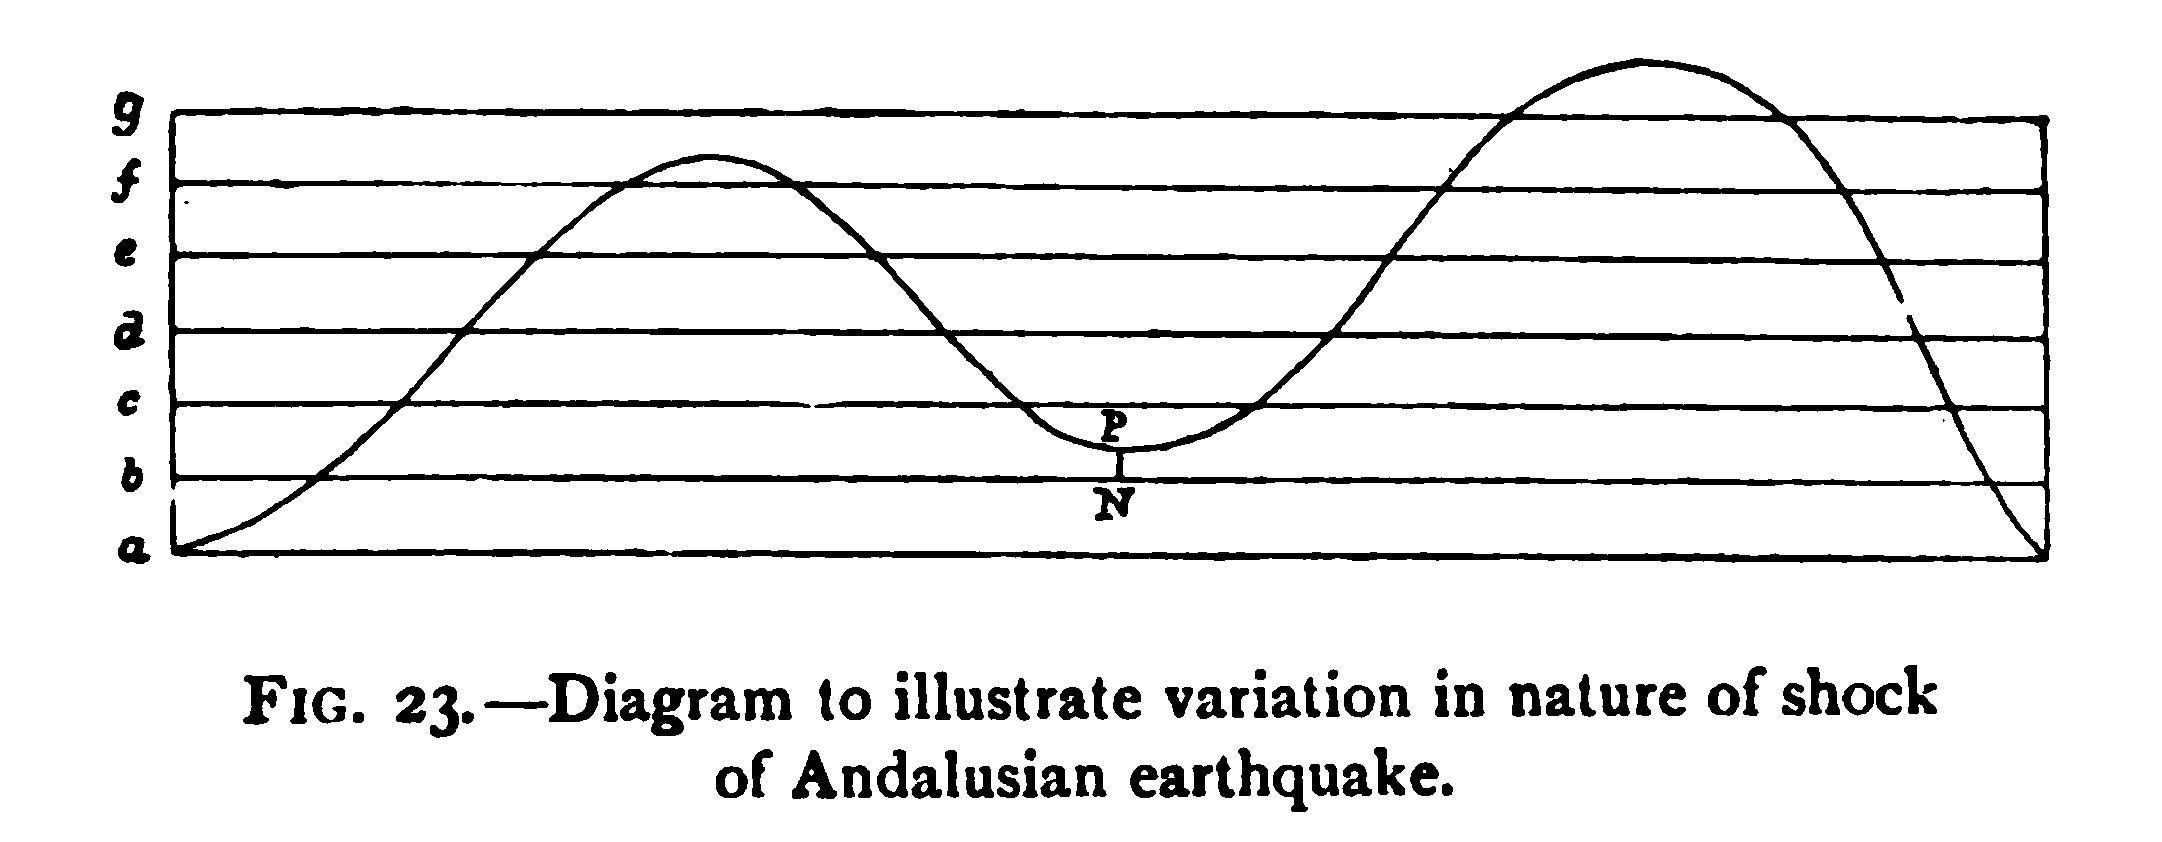 g
f
e
d
c
P
b
N
a
FIG. 23.—Diagram to illustrate variation in nature of shock
of Andalusian earthquake.